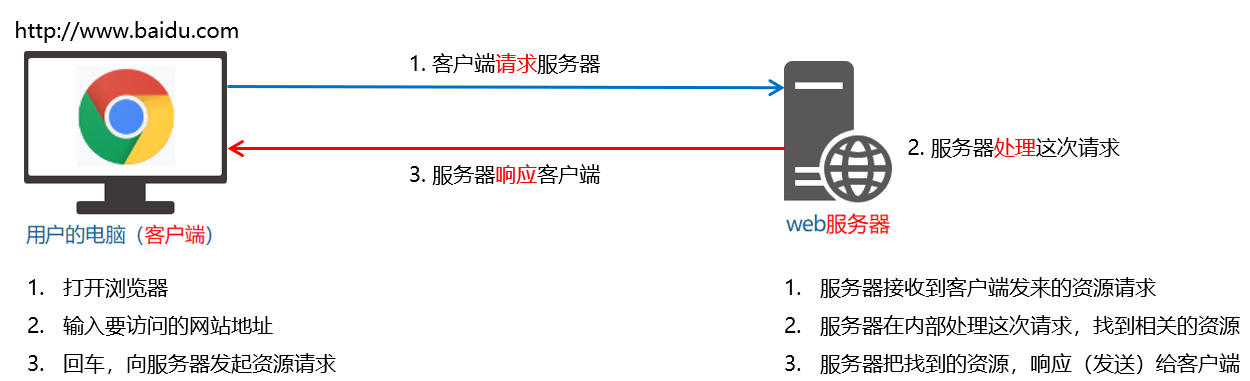 http://www.baidu.com
1. 客户端请求服务器
2. 服务器处理这次请求
3. 服务器响应客户端
用户的电脑（客户端）
web服务器
1. 打开浏览器
2. 输入要访问的网站地址
3. 回车，向服务器发起资源请求
1. 服务器接收到客户端发来的资源请求
2. 服务器在内部处理这次请求，找到相关的资源
3. 服务器把找到的资源，响应（发送）给客户端